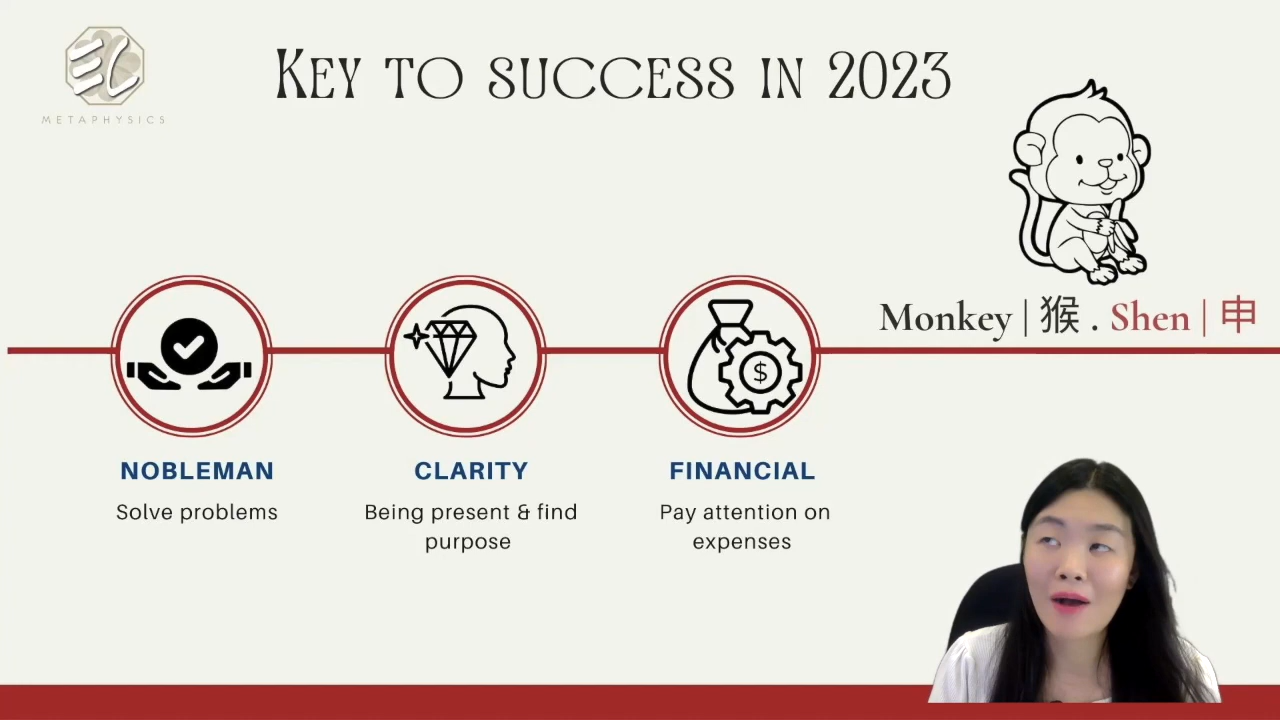 EL
METAPHYSICS
KEY TO SUCCESS IN 2023
Monkey | 猴 . Shen | 申
$
NOBLEMAN
Solve problems
CLARITY
Being present & find
purpose
FINANCIAL
Pay attention on
expenses